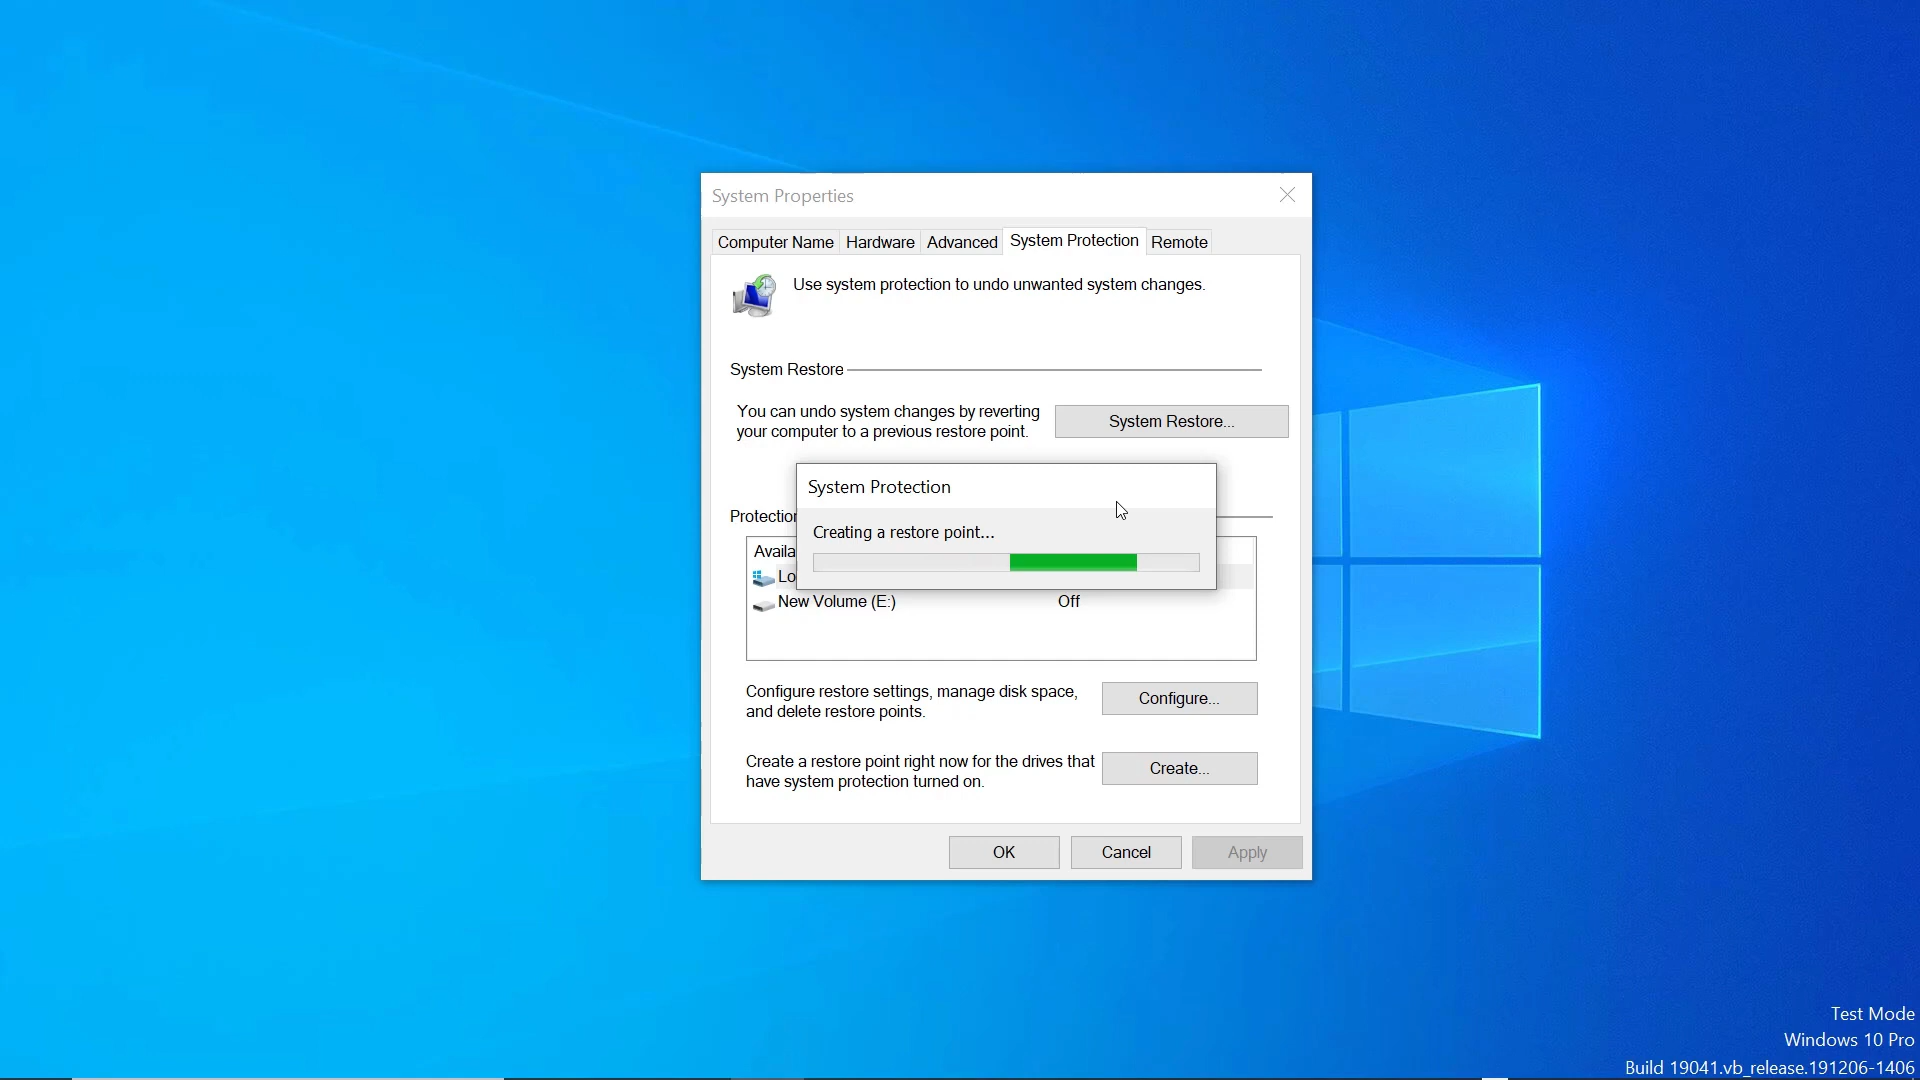 System Properties
Computer Name Hardware Advanced System Protection Remote
Use system protection to undo unwanted system changes.
System Restore
You can undo system changes by reverting
your computer to a previous restore point.
System Restore...
System Protection
Protection
Creating a restore point...
Availa
Lo
New Volume (E:) Off
Configure restore settings, manage disk space,
and delete restore points.
Configure...
Create a restore point right now for the drives that
have system protection turned on.
Create...
OK Cancel Apply
Test Mode
Windows 10 Pro
Build 19041.vb_release.191206-1406